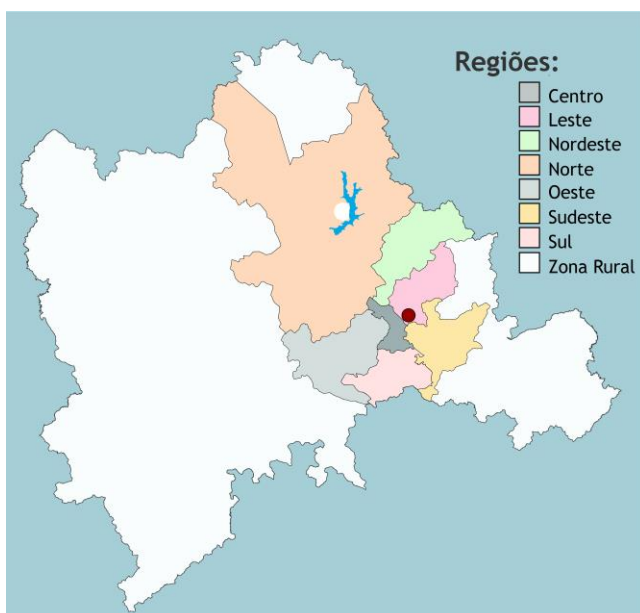 Regiões:
Centro
Leste
Nordeste
Norte
Oeste
Sudeste
Sul
Zona Rural